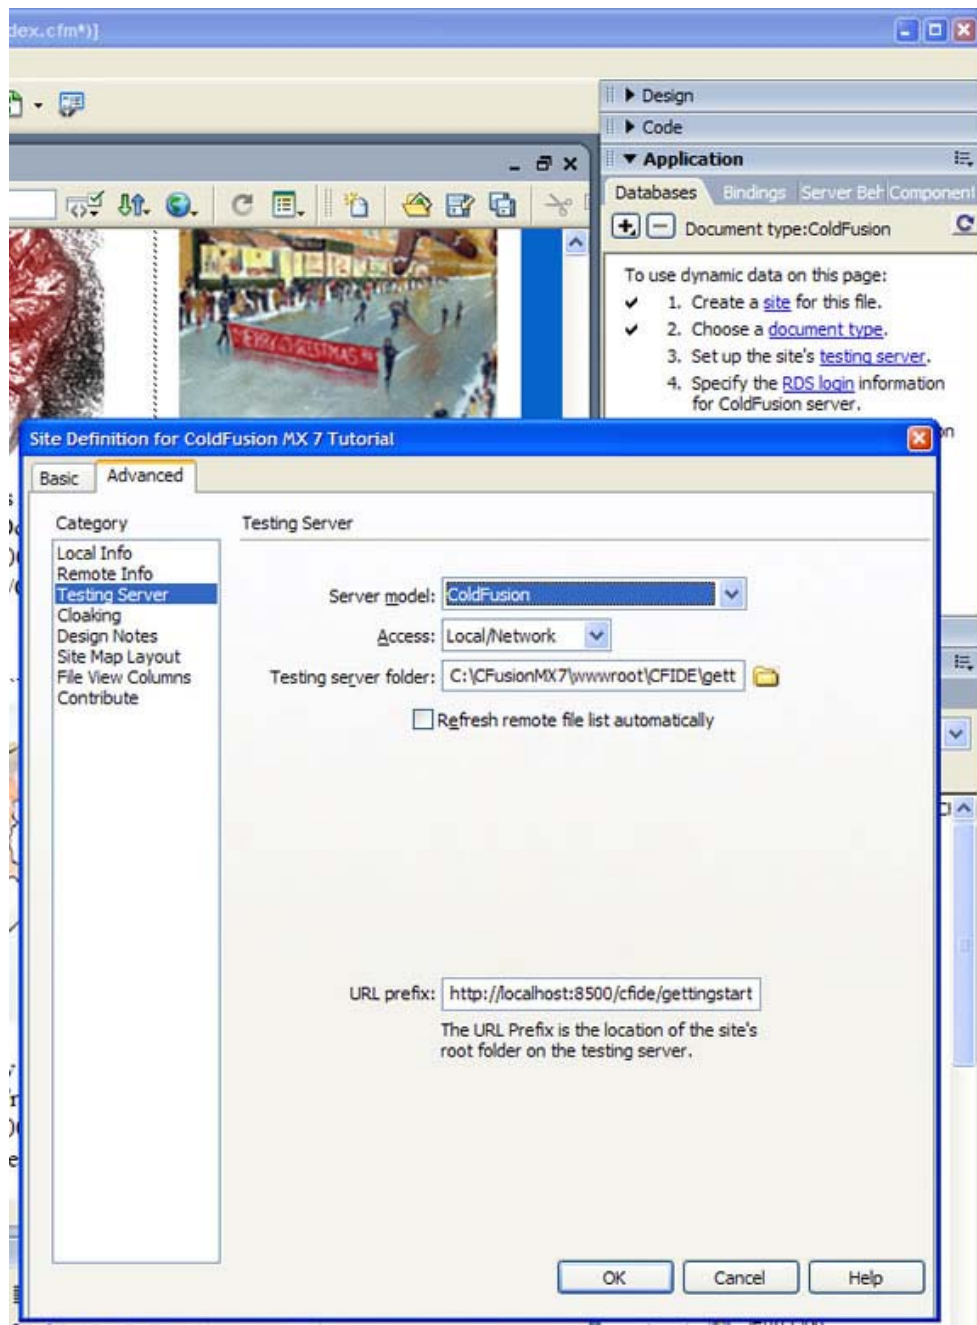 dex.cfm*)]
Design
Code
Application
Databases Bindings Server Beh Component
Document type:ColdFusion
To use dynamic data on this page:
1. Create a site for this file.
2. Choose a document type.
3. Set up the site's testing server.
4. Specify the RDS login information
for ColdFusion server.
MERRY CHRISTMAS
Site Definition for ColdFusion MX 7 Tutorial
Basic Advanced
Category
Local Info
Remote Info
Testing Server
Cloaking
Design Notes
Site Map Layout
File View Columns
Contribute
Testing Server
Server model: ColdFusion
Access: Local/Network
Testing server folder: C:\CFusionMX7\wwwroot\CFIDE\gett
Refresh remote file list automatically
URL prefix: http://localhost:8500/cfide/gettingstart
The URL Prefix is the location of the site's
root folder on the testing server.
OK Cancel Help